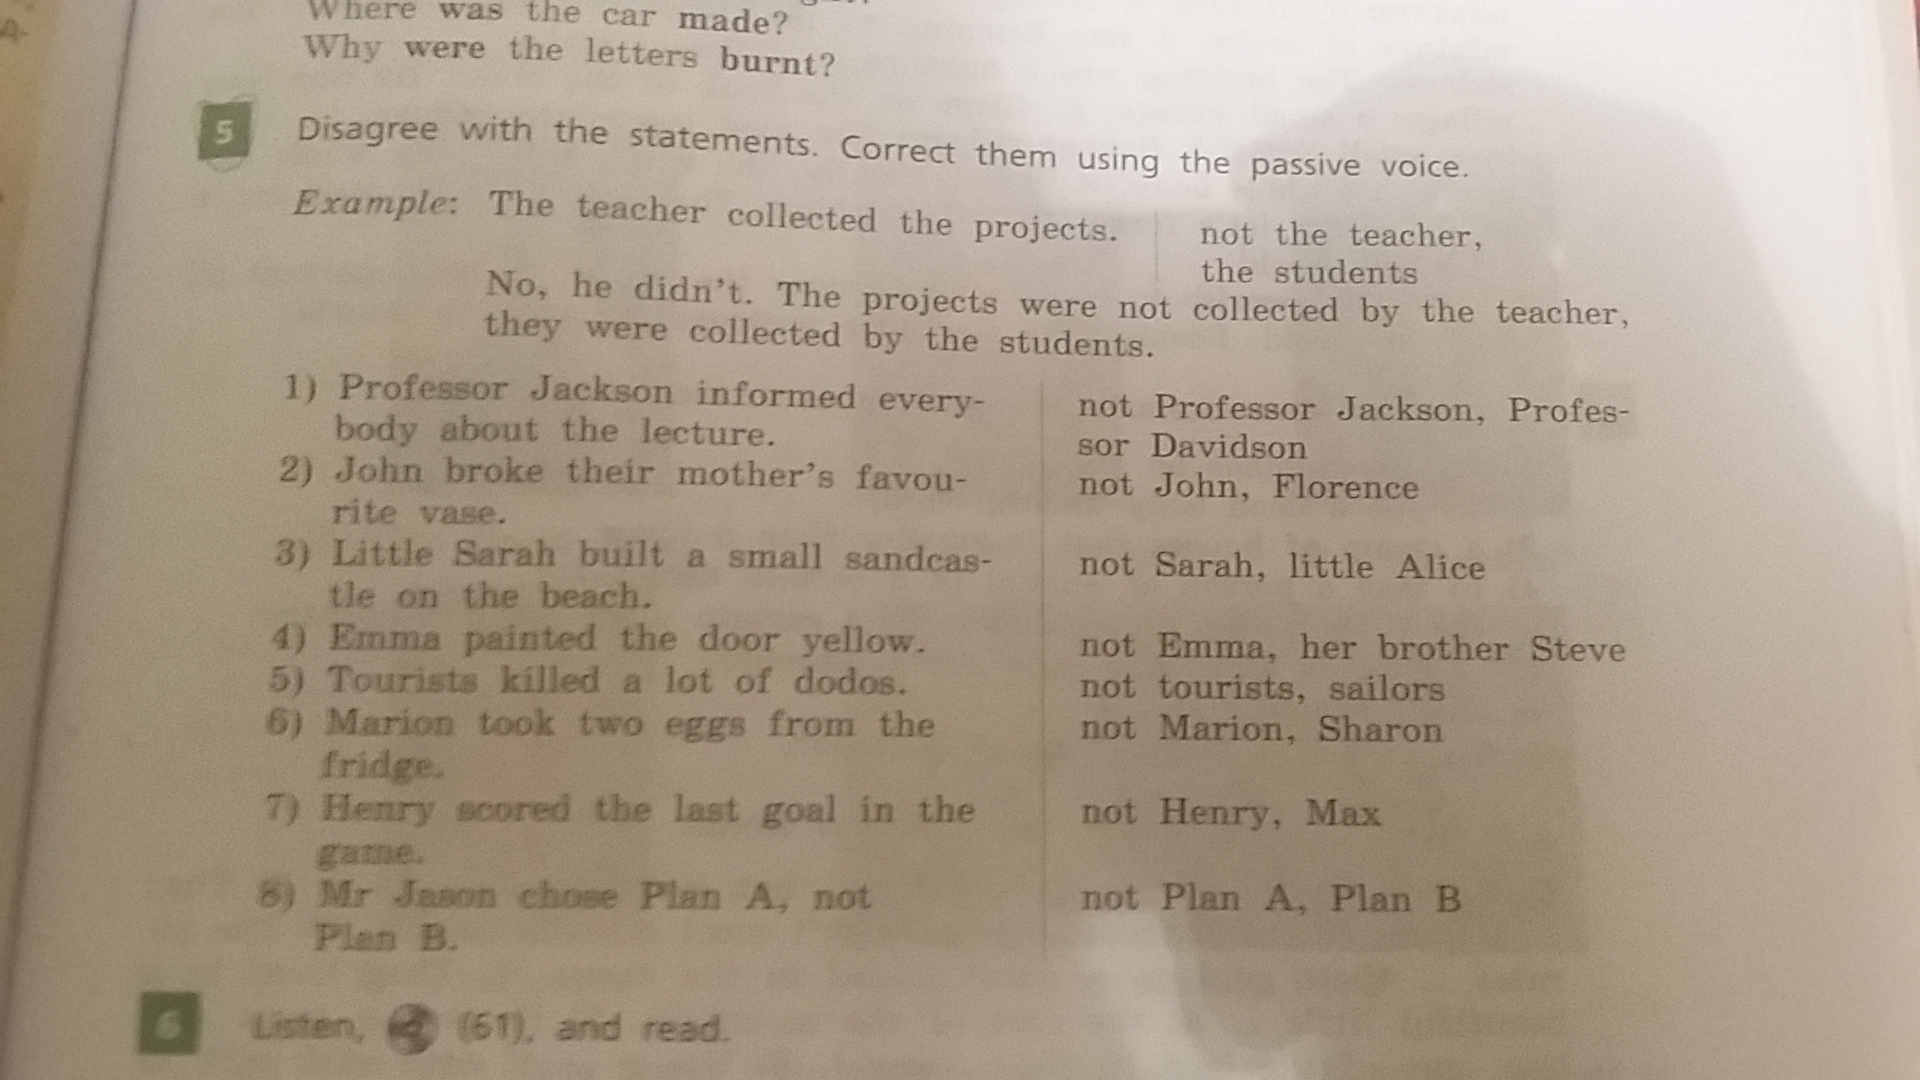 Where was the car made?
Why were the letters burnt?
5 Disagree with the statements. Correct them using the passive voice.
Example: The teacher collected the projects. not the teacher,
the students
No, he didn't. The projects were not collected by the teacher,
they were collected by the students.
1) Professor Jackson informed every- not Professor Jackson, Profes-
body about the lecture. sor Davidson
2) John broke their mother's favou- not John, Florence
rite vase.
3) Little Sarah built a small sandcas- not Sarah, little Alice
tle on the beach.
4) Emma painted the door yellow. not Emma, her brother Steve
5) Tourists killed a lot of dodos. not tourists, sailors
6) Marion took two eggs from the not Marion, Sharon
fridge.
7) Henry scored the last goal in the not Henry, Max
game.
8) Mr Jason chose Plan A, not not Plan A, Plan B
Plan B.
6 Listen, (61), and read.